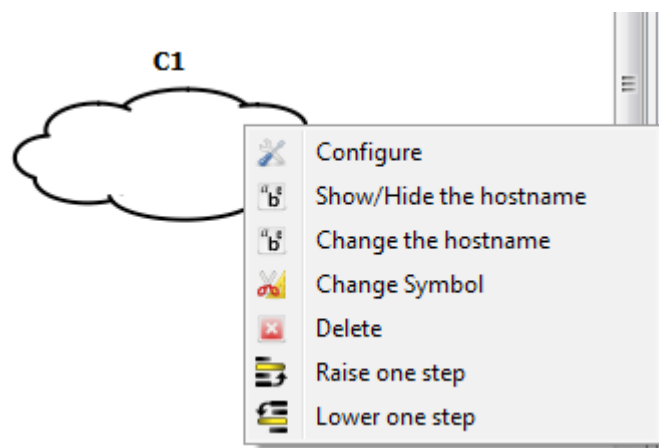 C1
Configure
Show/Hide the hostname
Change the hostname
Change Symbol
Delete
Raise one step
Lower one step